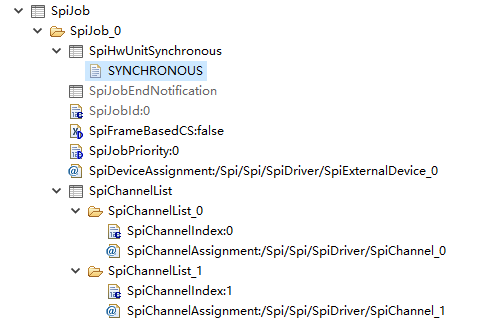 SpiJob
SpiJob_0
SpiHwUnitSynchronous
SYNCHRONOUS
SpiJobEndNotification
SpiJobId:0
SpiFrameBasedCS:false
SpiJobPriority:0
SpiDeviceAssignment:/Spi/Spi/SpiDriver/SpiExternalDevice_0
SpiChannelList
SpiChannelList_0
SpiChannelIndex:0
SpiChannelAssignment:/Spi/Spi/SpiDriver/SpiChannel_0
SpiChannelList_1
SpiChannelIndex:1
SpiChannelAssignment:/Spi/Spi/SpiDriver/SpiChannel_1